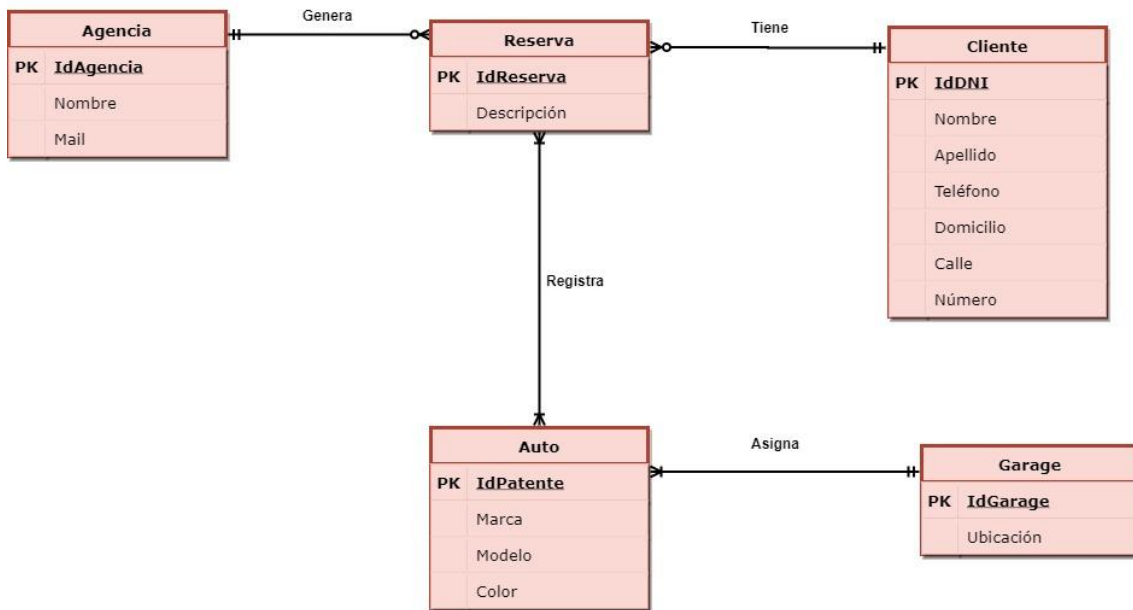 Genera
Agencia
PK IdAgencia
Nombre
Mail
Reserva
PK IdReserva
Descripción
Tiene
Cliente
PK IdDNI
Nombre
Apellido
Teléfono
Domicilio
Calle
Número
Registra
Auto
PK IdPatente
Marca
Modelo
Color
Asigna
Garage
PK IdGarage
Ubicación